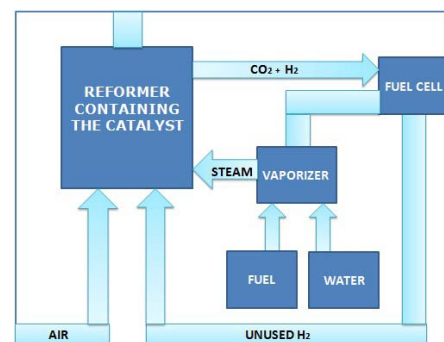 CO₂ + H₂
REFORMER
CONTAINING
THE CATALYST
FUEL CELL
STEAM
VAPORIZER
FUEL
WATER
AIR
UNUSED H₂